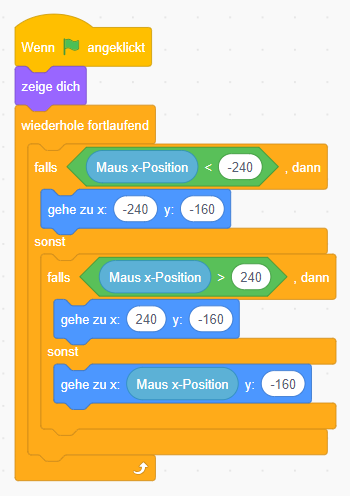 Wenn angeklickt
zeige dich
wiederhole fortlaufend
falls Maus x-Position < -240 , dann
gehe zu x: -240 y: -160
sonst
falls Maus x-Position > 240 , dann
gehe zu x: 240 y: -160
sonst
gehe zu x: Maus x-Position y: -160